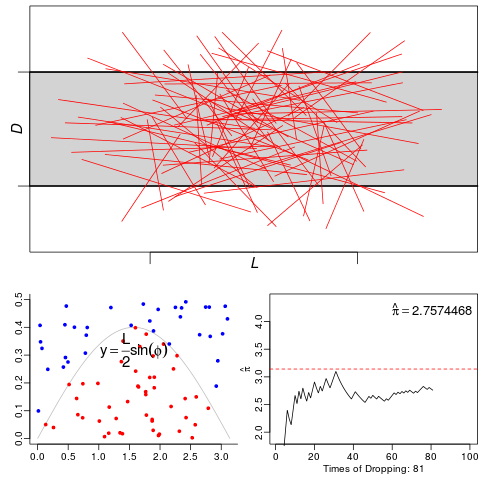 D
L
0.0 0.1 0.2 0.3 0.4 0.5
y = L/2 sin(ϕ)
0.0 0.5 1.0 1.5 2.0 2.5 3.0
π̂ = 2.7574468
π̂
2.0 2.5 3.0 3.5 4.0
0 20 40 60 80 100
Times of Dropping: 81